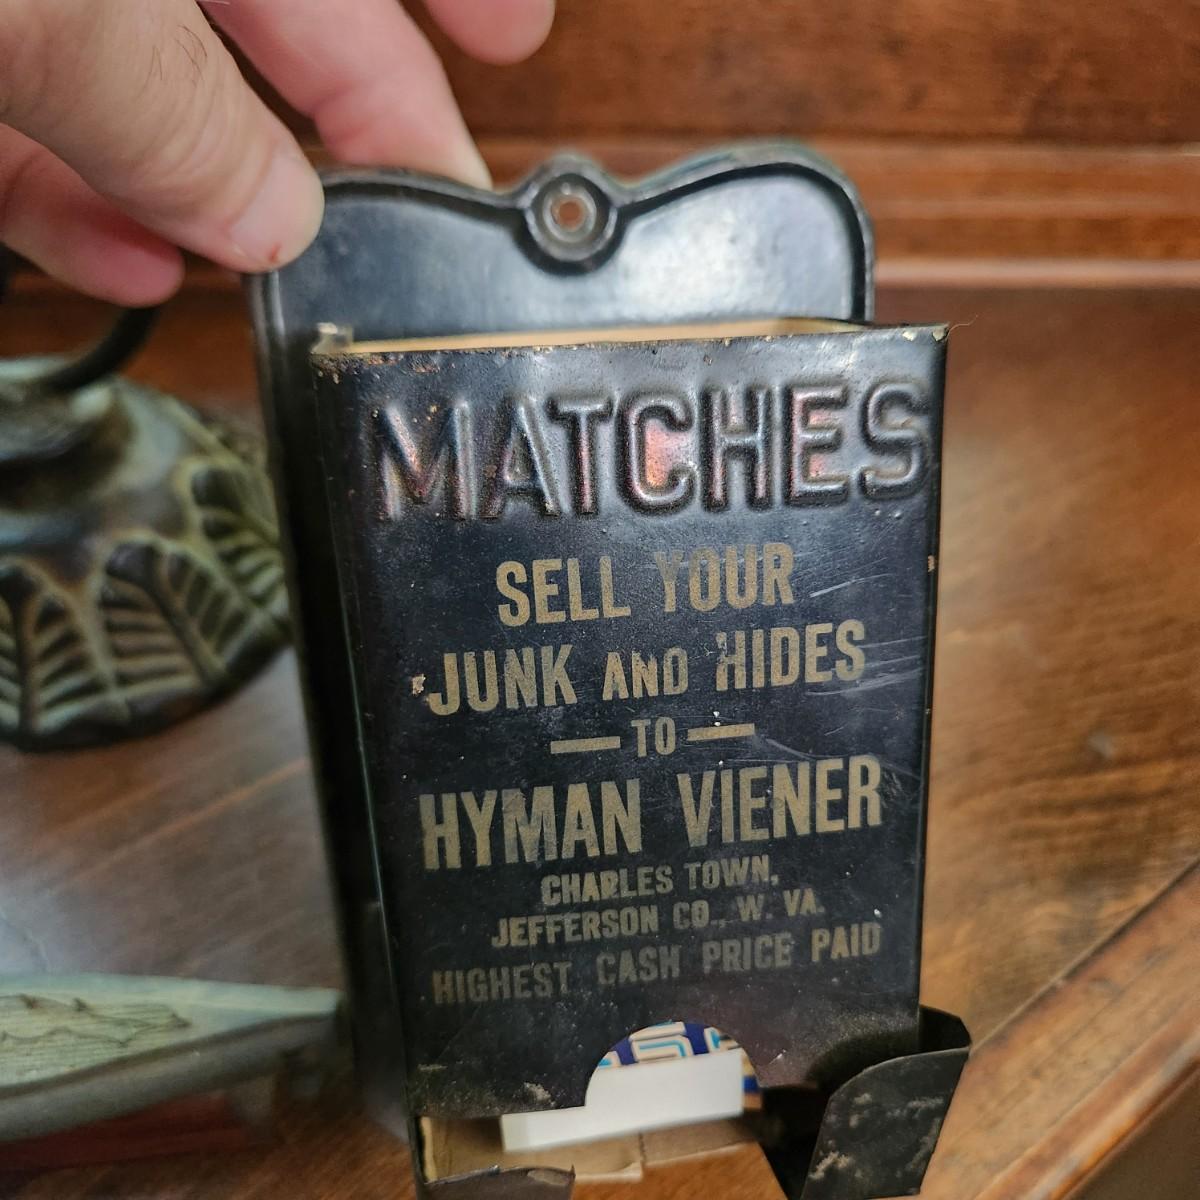 MATCHES
SELL YOUR
JUNK AND HIDES
— TO —
HYMAN VIENER
CHARLES TOWN,
JEFFERSON CO., W. VA.
HIGHEST CASH PRICE PAID